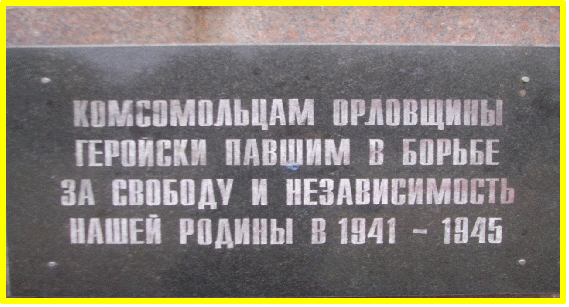 КОМСОМОЛЬЦАМ ОРЛОВЩИНЫ
ГЕРОЙСКИ ПАВШИМ В БОРЬБЕ
ЗА СВОБОДУ И НЕЗАВИСИМОСТЬ
НАШЕЙ РОДИНЫ В 1941 - 1945